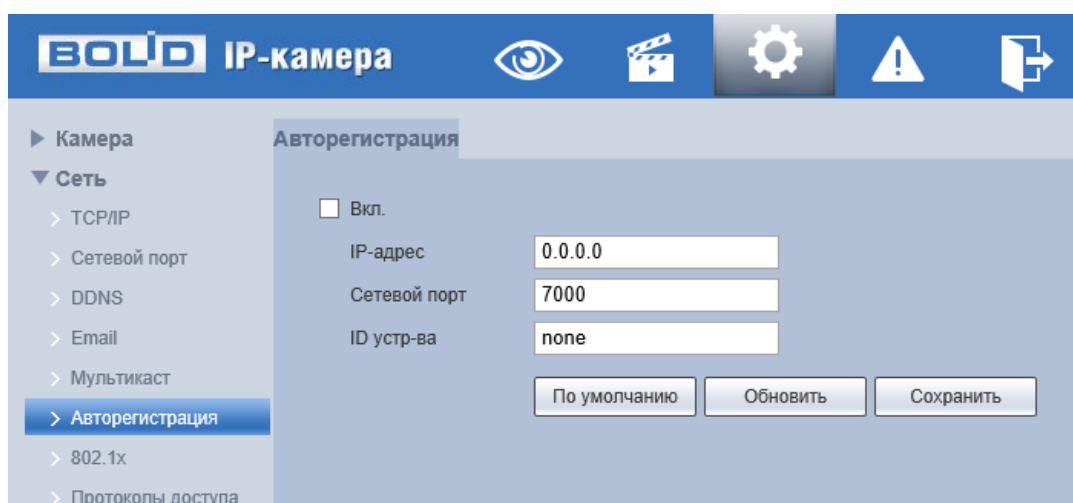 BOLID IP-камера
Камера
Сеть
TCP/IP
Сетевой порт
DDNS
Email
Мультикаст
Авторегистрация
802.1x
Протоколы доступа
Авторегистрация
Вкл.
IP-адрес 0.0.0.0
Сетевой порт 7000
ID устр-ва none
По умолчанию Обновить Сохранить